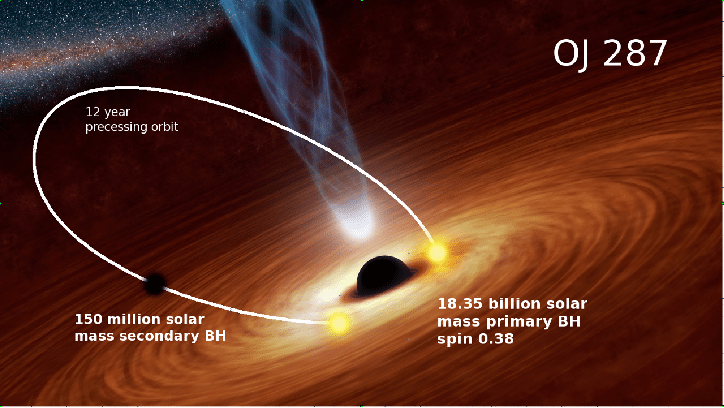 OJ 287
12 year
precessing orbit
150 million solar
mass secondary BH
18.35 billion solar
mass primary BH
spin 0.38